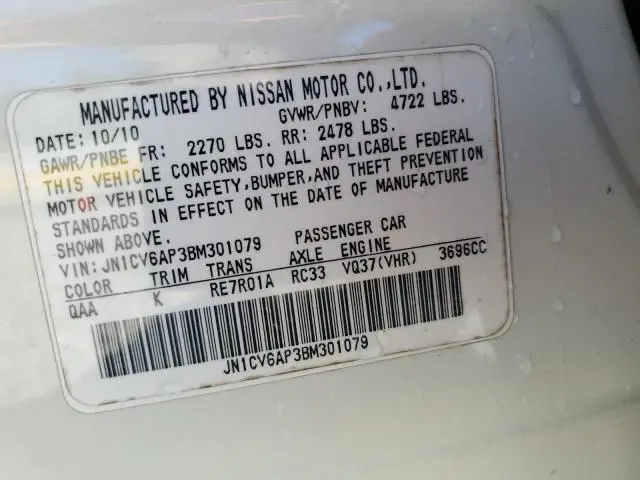 MANUFACTURED BY NISSAN MOTOR CO.,LTD.
DATE: 10/10 GVWR/PNBV: 4722 LBS.
GAWR/PNBE FR: 2270 LBS. RR: 2478 LBS.
THIS VEHICLE CONFORMS TO ALL APPLICABLE FEDERAL
MOTOR VEHICLE SAFETY,BUMPER,AND THEFT PREVENTION
STANDARDS IN EFFECT ON THE DATE OF MANUFACTURE
SHOWN ABOVE.
VIN: JN1CV6AP3BM301079 PASSENGER CAR
COLOR TRIM TRANS AXLE ENGINE
QAA K RE7R01A RC33 VQ37(VHR) 3696CC
JN1CV6AP3BM301079